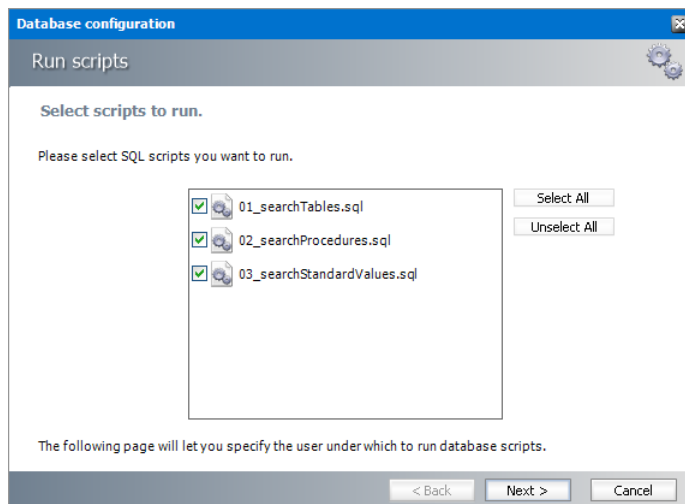 Database configuration
Run scripts
Select scripts to run.
Please select SQL scripts you want to run.
01_searchTables.sql
02_searchProcedures.sql
03_searchStandardValues.sql
Select All
Unselect All
The following page will let you specify the user under which to run database scripts.
< Back
Next >
Cancel